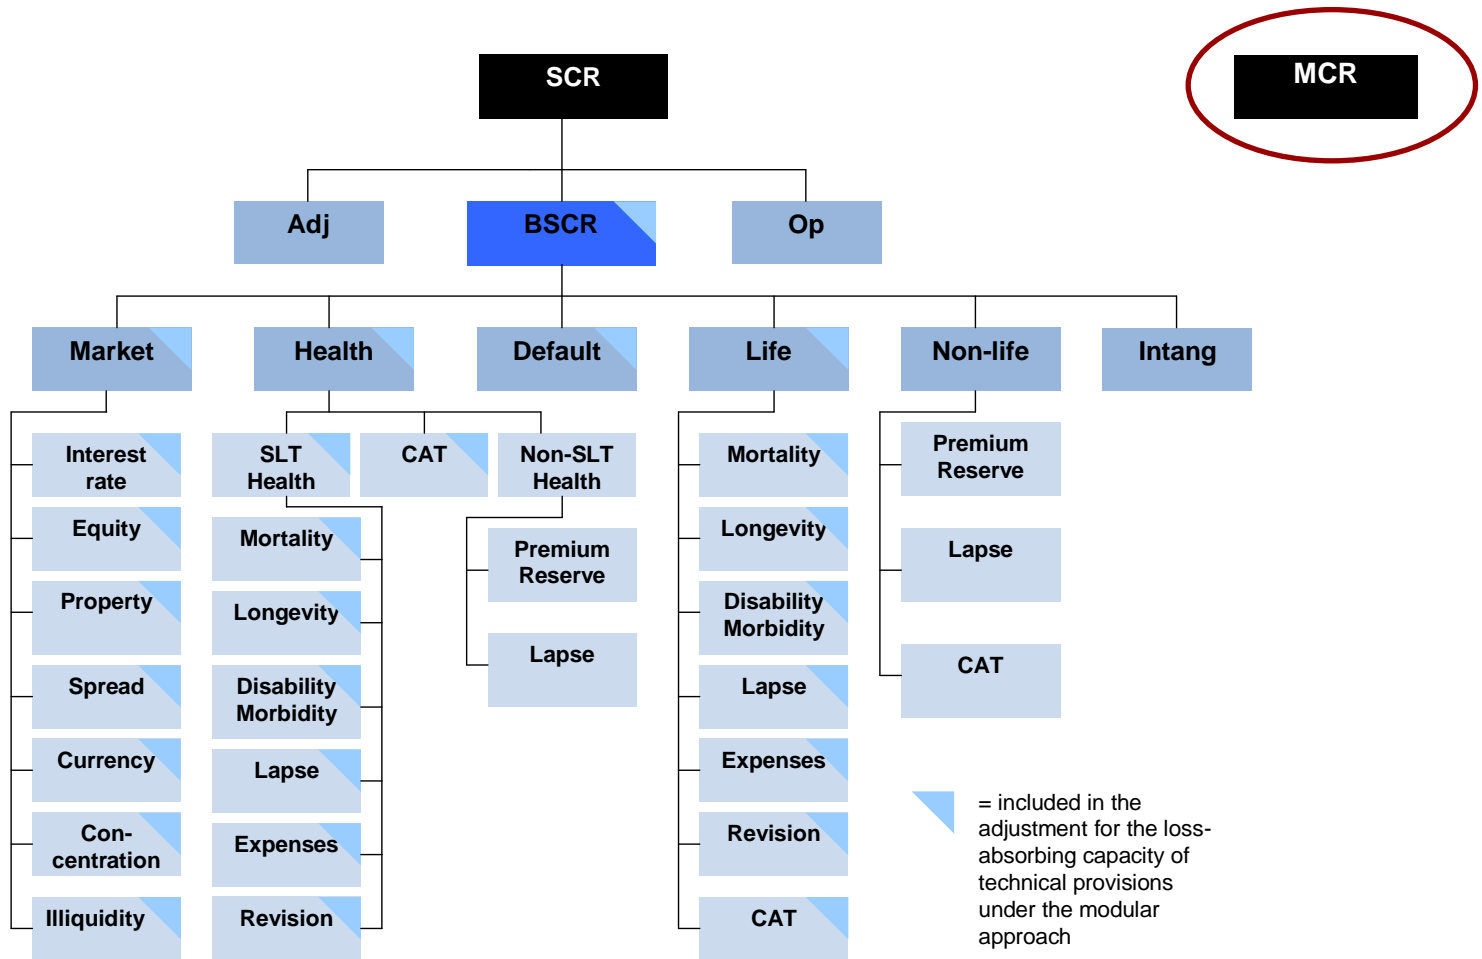 SCR
MCR
Adj
BSCR
Op
Market
Health
Default
Life
Non-life
Intang
Interest
rate
Equity
Property
Spread
Currency
Con-
centration
Illiquidity
SLT
Health
CAT
Non-SLT
Health
Mortality
Longevity
Disability
Morbidity
Lapse
Expenses
Revision
Premium
Reserve
Lapse
Mortality
Longevity
Disability
Morbidity
Lapse
Expenses
Revision
CAT
Premium
Reserve
Lapse
CAT
= included in the
adjustment for the loss-
absorbing capacity of
technical provisions
under the modular
approach